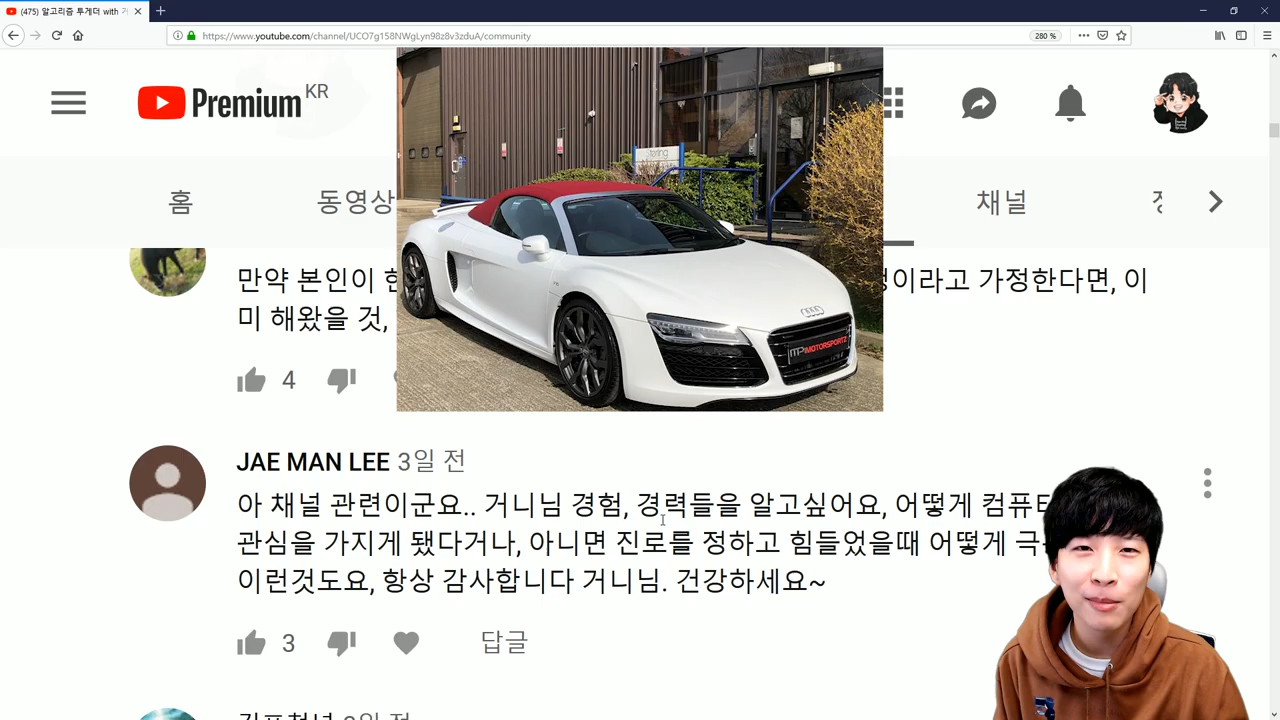 (475) 알고리즘 투게더 with
https://www.youtube.com/channel/UCO7g158NWgLyn98z8v3zduA/community
280 %
Premium KR
홈
동영상
채널
만약 본인이
이라고 가정한다면, 이
미 해왔을 것,
4
MOTORSPORTZ
JAE MAN LEE 3일 전
아 채널 관련이군요.. 거니님 경험, 경력들을 알고싶어요, 어떻게 컴퓨터
관심을 가지게 됐다거나, 아니면 진로를 정하고 힘들었을때 어떻게
이런것도요, 항상 감사합니다 거니님. 건강하세요~
3
답글